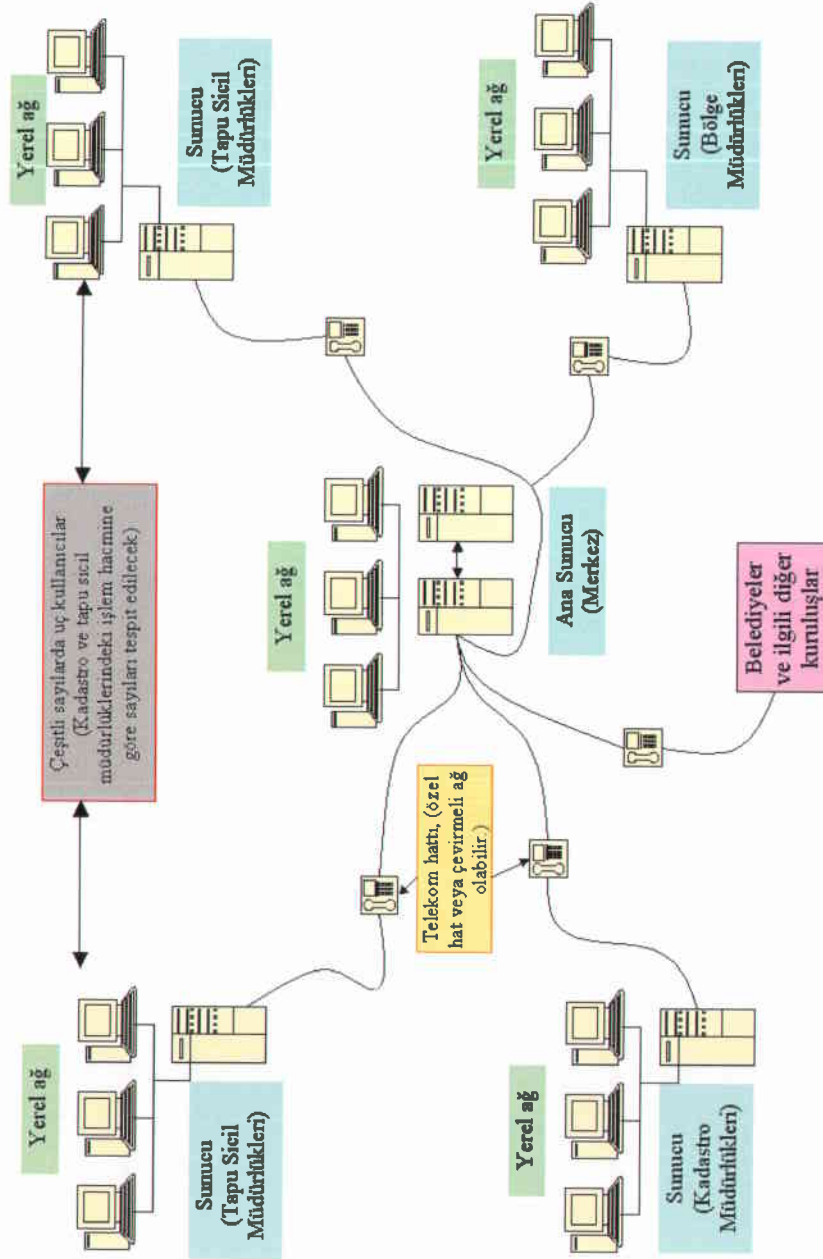 Yerel ağ
Sunucu
(Tapu Sicil
Müdürlükleri)
Çeşitli sayılarda uç kullanıcılar
(Kadastro ve tapu sicil
müdürlüklerindeki işlem hacmine
göre sayıları tespit edilecek)
Yerel ağ
Sunucu
(Tapu Sicil
Müdürlükleri)
Telekom hattı, (özel
hat veya çevirmeli ağ
olabilir.)
Yerel ağ
Ana Sunucu
(Merkez)
Yerel ağ
Sunucu
(Kadastro
Müdürlükleri)
Belediyeler
ve ilgili diğer
kuruluşlar
Yerel ağ
Sunucu
(Bölge
Müdürlükleri)